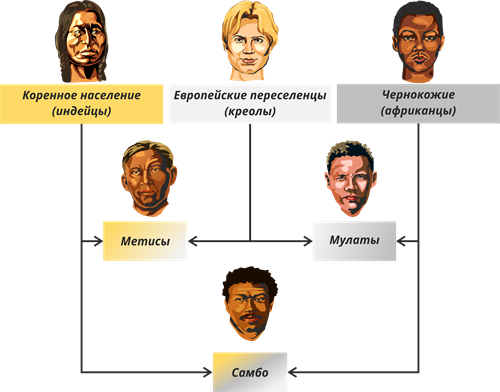 Коренное население
(индейцы)
Европейские переселенцы
(креолы)
Чернокожие
(африканцы)
Метисы
Мулаты
Самбо